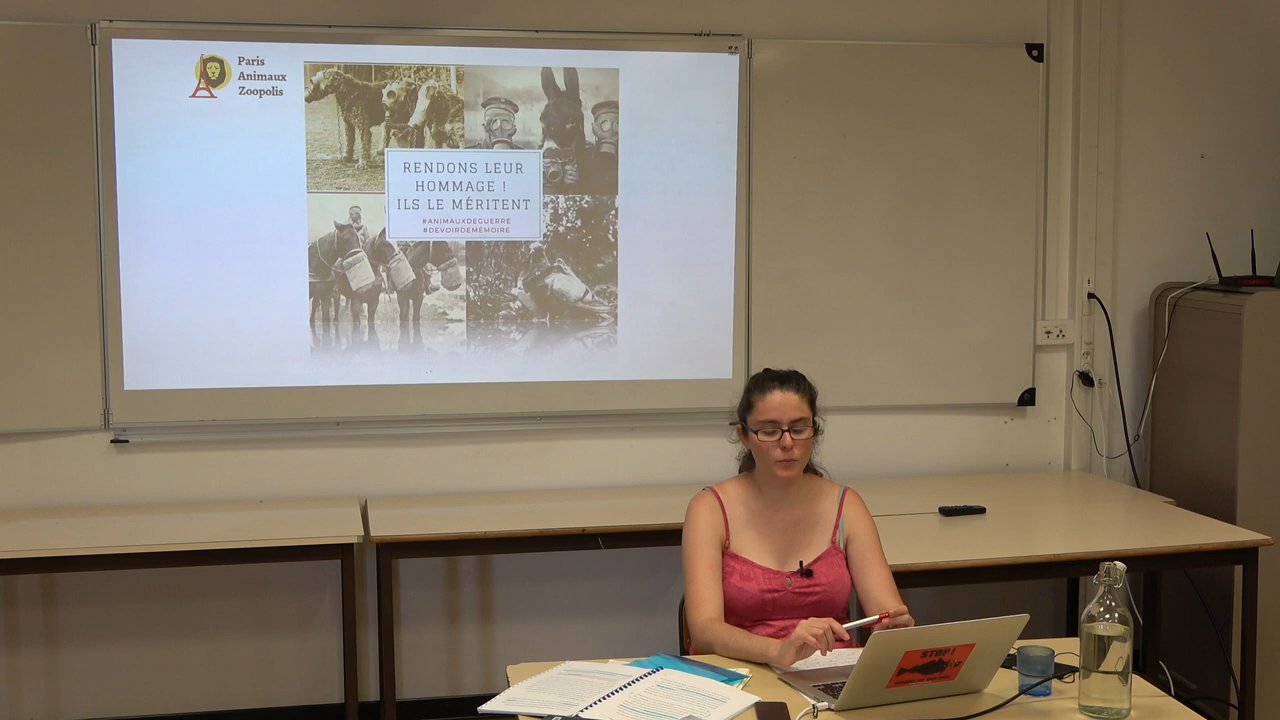 Paris
Animaux
Zoopolis
RENDONS LEUR
HOMMAGE !
ILS LE MÉRITENT
#ANIMAUXDEGUERRE
#DEVOIRDEMÉMOIRE
STOP!